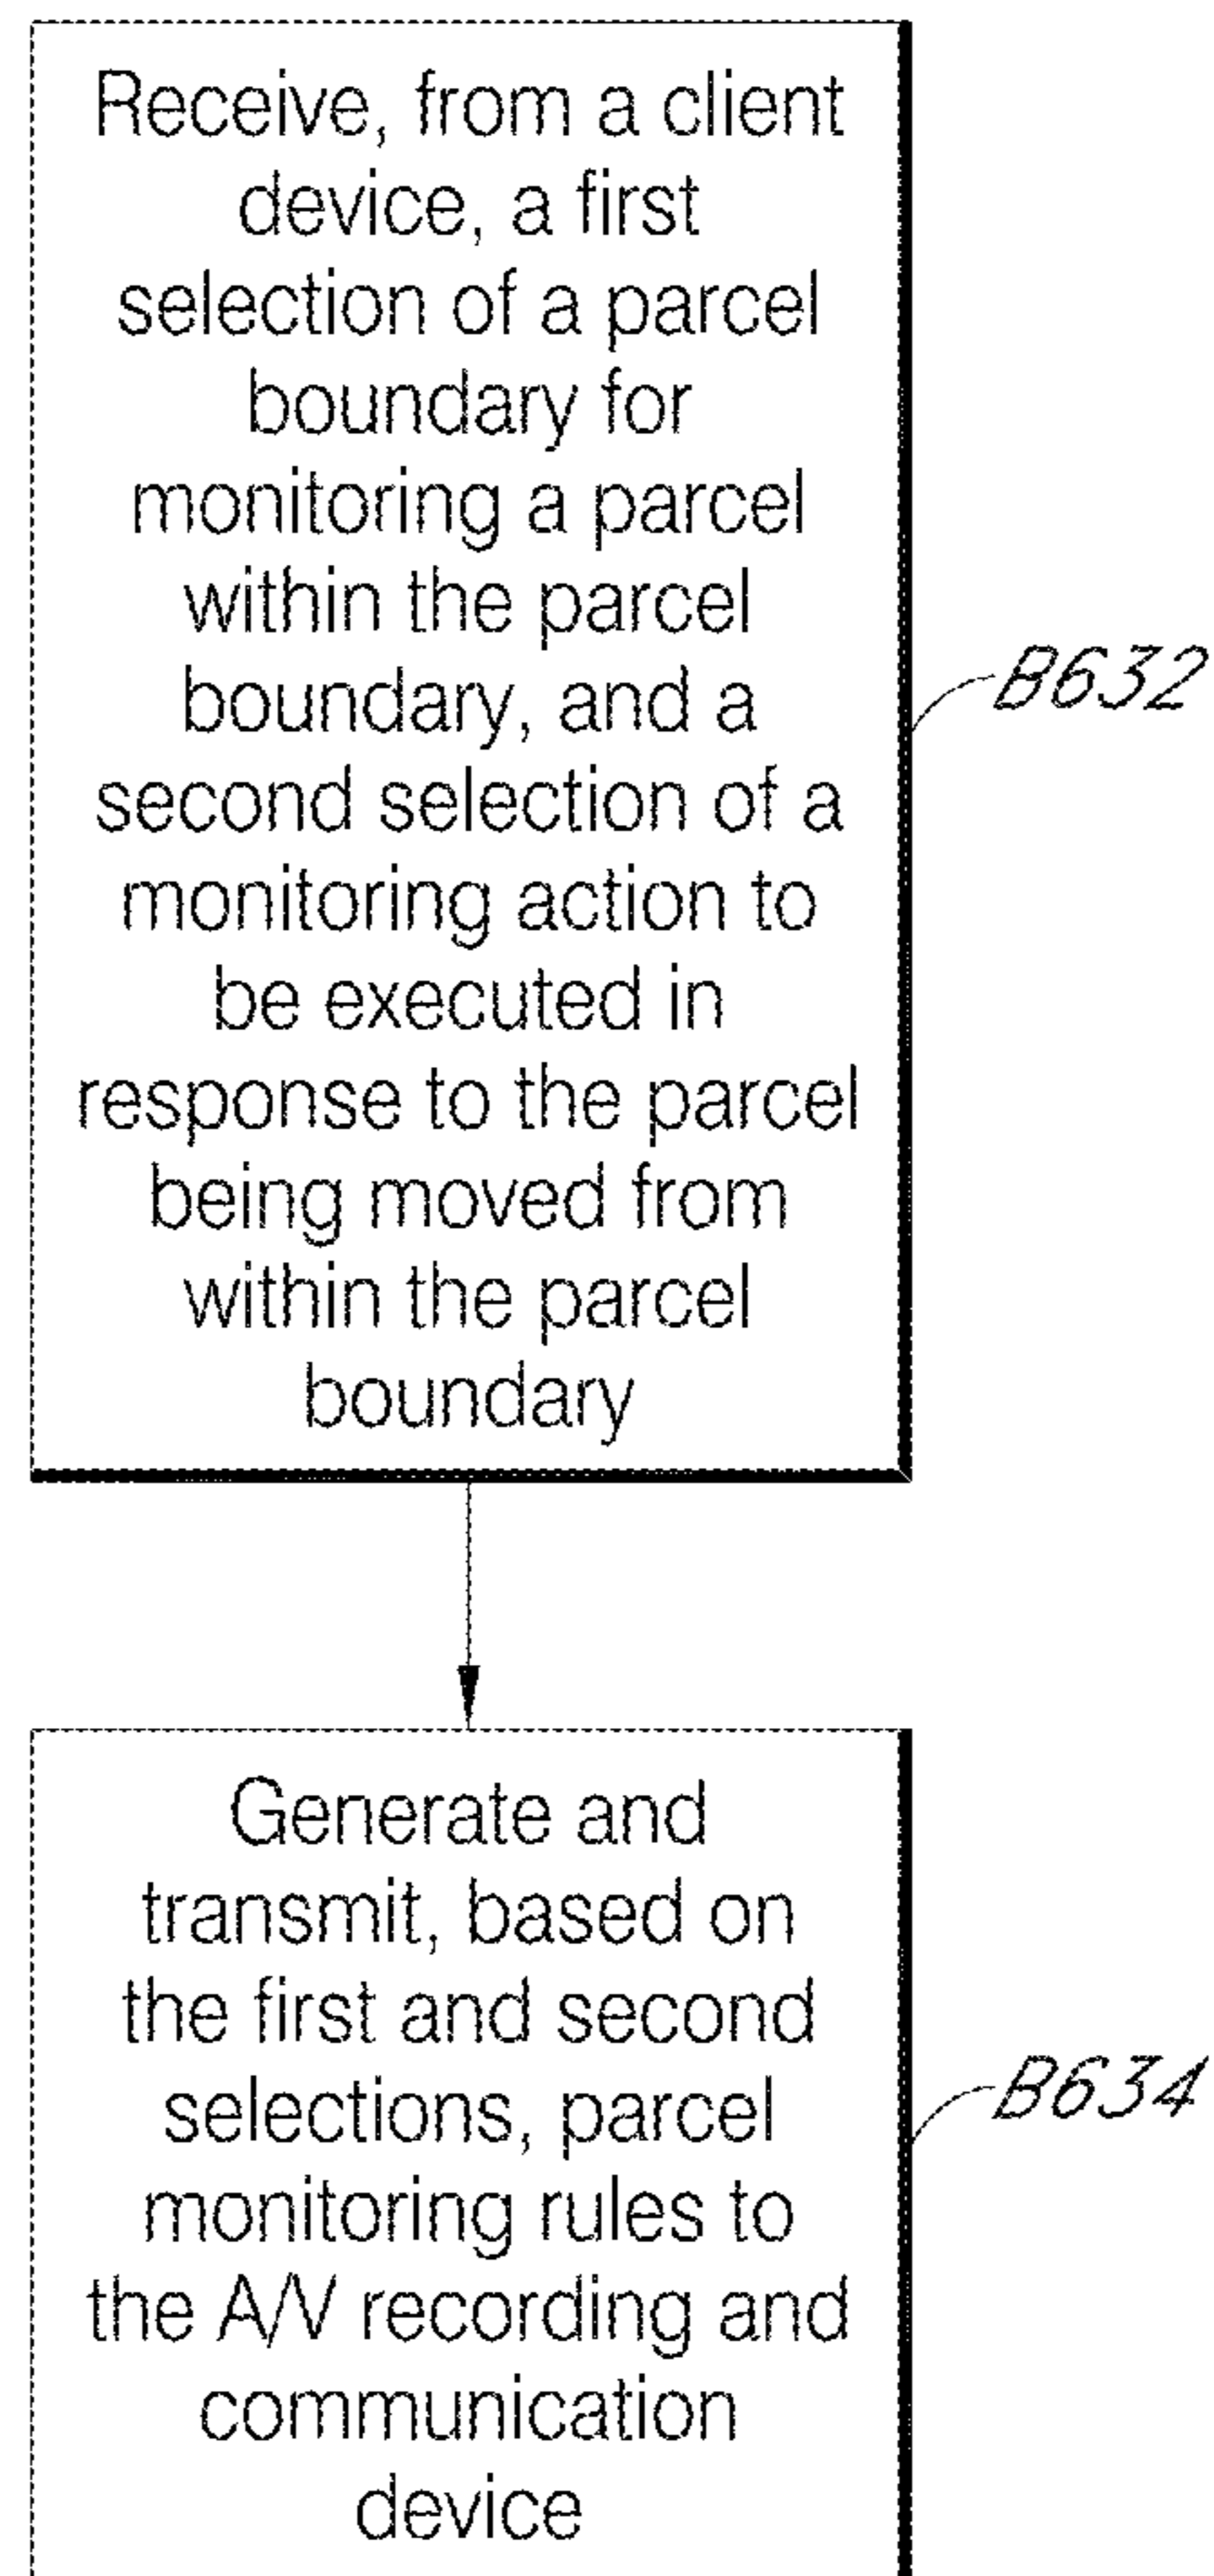 Receive, from a client
device, a first
selection of a parcel
boundary for
monitoring a parcel
within the parcel
boundary, and a
second selection of a
monitoring action to
be executed in
response to the parcel
being moved from
within the parcel
boundary
B632
Generate and
transmit, based on
the first and second
selections, parcel
monitoring rules to
the A/V recording and
communication
device
B634